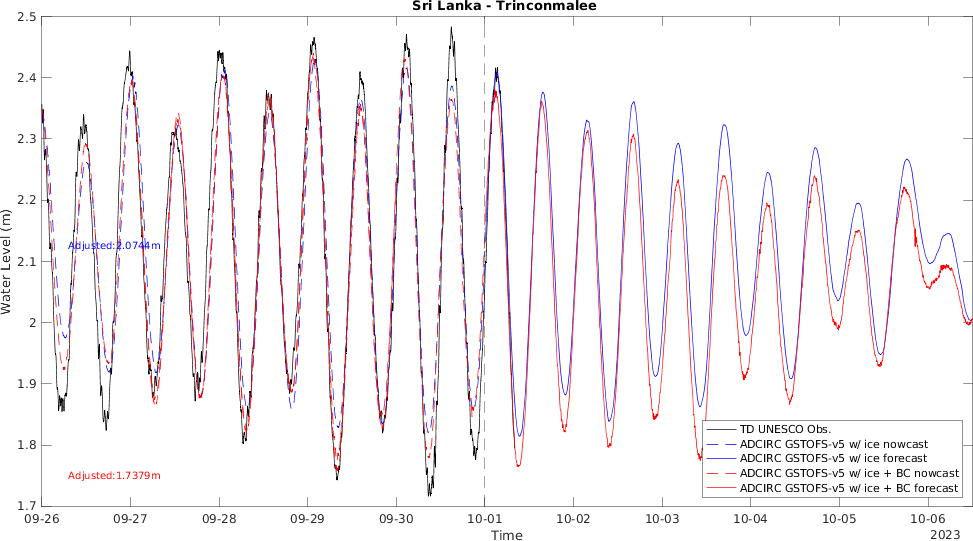 Sri Lanka - Trinconmalee
2.5
2.4
2.3
2.2
2.1
2
1.9
1.8
1.7
Water Level (m)
Adjusted:2.0744m
Adjusted:1.7379m
TD UNESCO Obs.
ADCIRC GSTOFS-v5 w/ ice nowcast
ADCIRC GSTOFS-v5 w/ ice forecast
ADCIRC GSTOFS-v5 w/ ice + BC nowcast
ADCIRC GSTOFS-v5 w/ ice + BC forecast
09-26 09-27 09-28 09-29 09-30 10-01 10-02 10-03 10-04 10-05 10-06
2023
Time